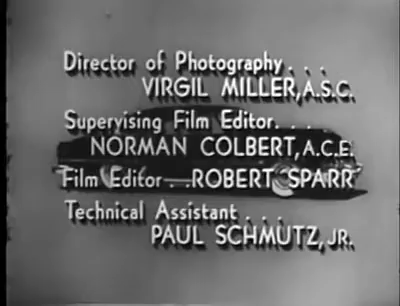 Director of Photography . . .
VIRGIL MILLER, A.S.C.
Supervising Film Editor . . . .
NORMAN COLBERT, A.C.E.
Film Editor . . . ROBERT SPARR
Technical Assistant . . . .
PAUL SCHMUTZ, JR.